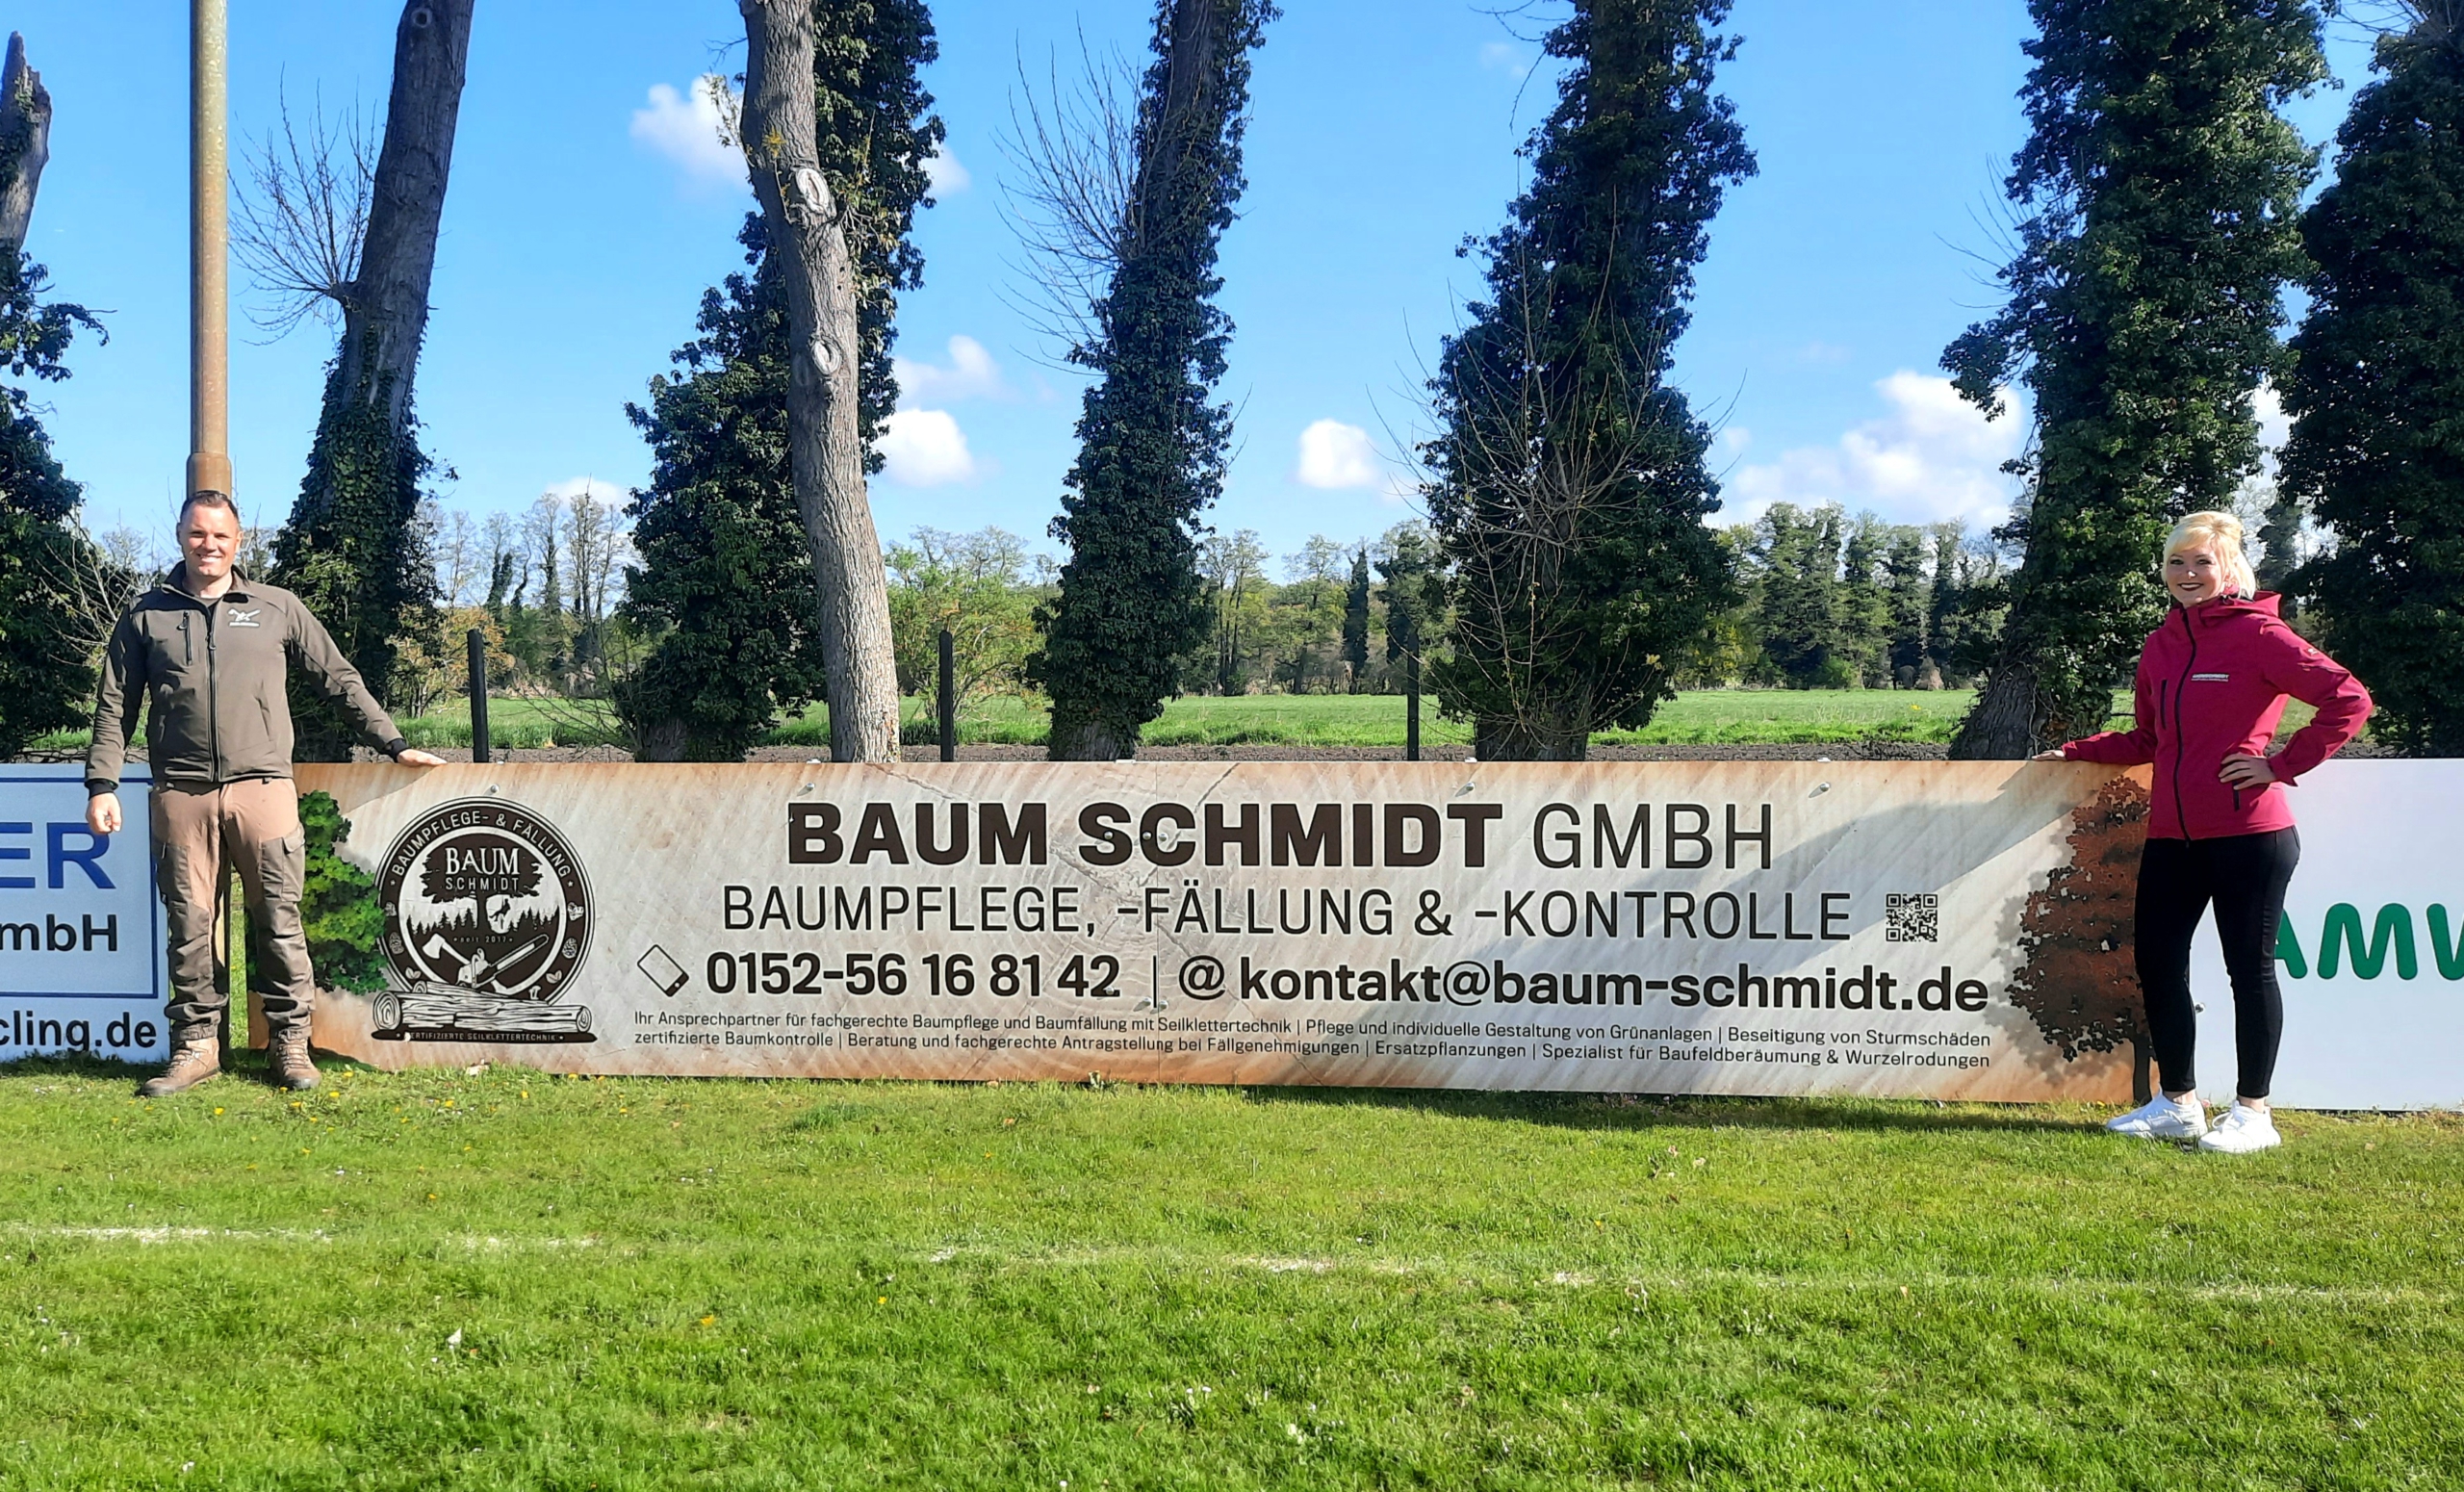 ER
mbH
cling.de
BAUMPFLEGE- & FÄLLUNG
BAUM
SCHMIDT
seit 2017
ZERTIFIZIERTE SEILKLETTERTECHNIK
BAUM SCHMIDT GMBH
BAUMPFLEGE, -FÄLLUNG & -KONTROLLE
0152-56 16 81 42 | @ kontakt@baum-schmidt.de
Ihr Ansprechpartner für fachgerechte Baumpflege und Baumfällung mit Seilklettertechnik | Pflege und individuelle Gestaltung von Grünanlagen | Beseitigung von Sturmschäden
zertifizierte Baumkontrolle | Beratung und fachgerechte Antragstellung bei Fällgenehmigungen | Ersatzpflanzungen | Spezialist für Baufeldberäumung & Wurzelrodungen
AMW